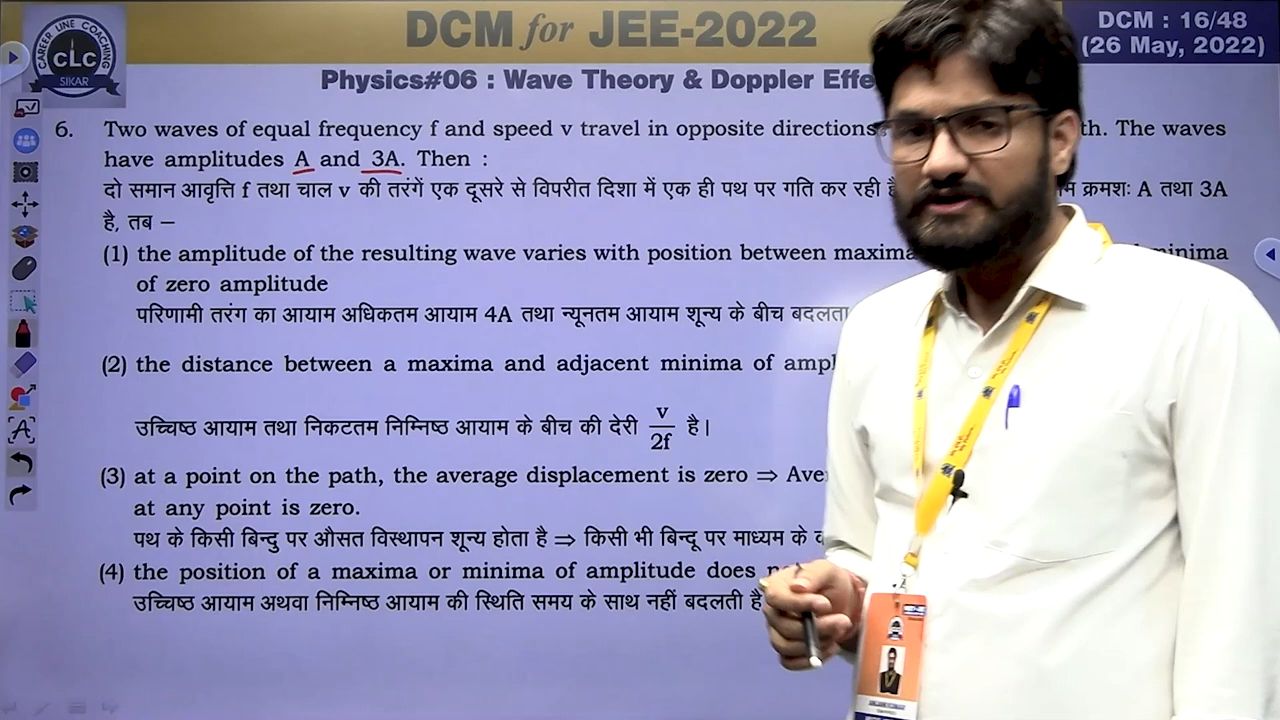 DCM for JEE-2022
DCM : 16/48
(26 May, 2022)
CAREER LINE COACHING
CLC
SIKAR
Physics#06 : Wave Theory & Doppler Effe
6. Two waves of equal frequency f and speed v travel in opposite directions th. The waves
have amplitudes A and 3A. Then :
दो समान आवृत्ति f तथा चाल v की तरंगें एक दूसरे से विपरीत दिशा में एक ही पथ पर गति कर रही क्रमशः A तथा 3A
है, तब –
(1) the amplitude of the resulting wave varies with position between maxima minima
of zero amplitude
परिणामी तरंग का आयाम अधिकतम आयाम 4A तथा न्यूनतम आयाम शून्य के बीच बदलता
(2) the distance between a maxima and adjacent minima of ampl
उच्चिष्ठ आयाम तथा निकटतम निम्निष्ठ आयाम के बीच की देरी v/2f है।
(3) at a point on the path, the average displacement is zero ⇒ Ave
at any point is zero.
पथ के किसी बिन्दु पर औसत विस्थापन शून्य होता है ⇒ किसी भी बिन्दू पर माध्यम के
(4) the position of a maxima or minima of amplitude does
उच्चिष्ठ आयाम अथवा निम्निष्ठ आयाम की स्थिति समय के साथ नहीं बदलती है